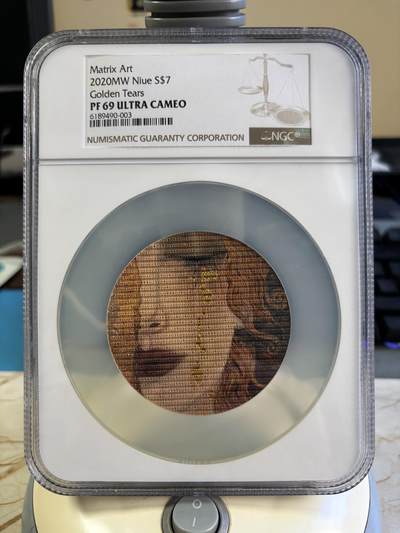 Matrix Art
2020MW Niue S$7
Golden Tears
PF 69 ULTRA CAMEO
6189490-003
NUMISMATIC GUARANTY CORPORATION
NGC®